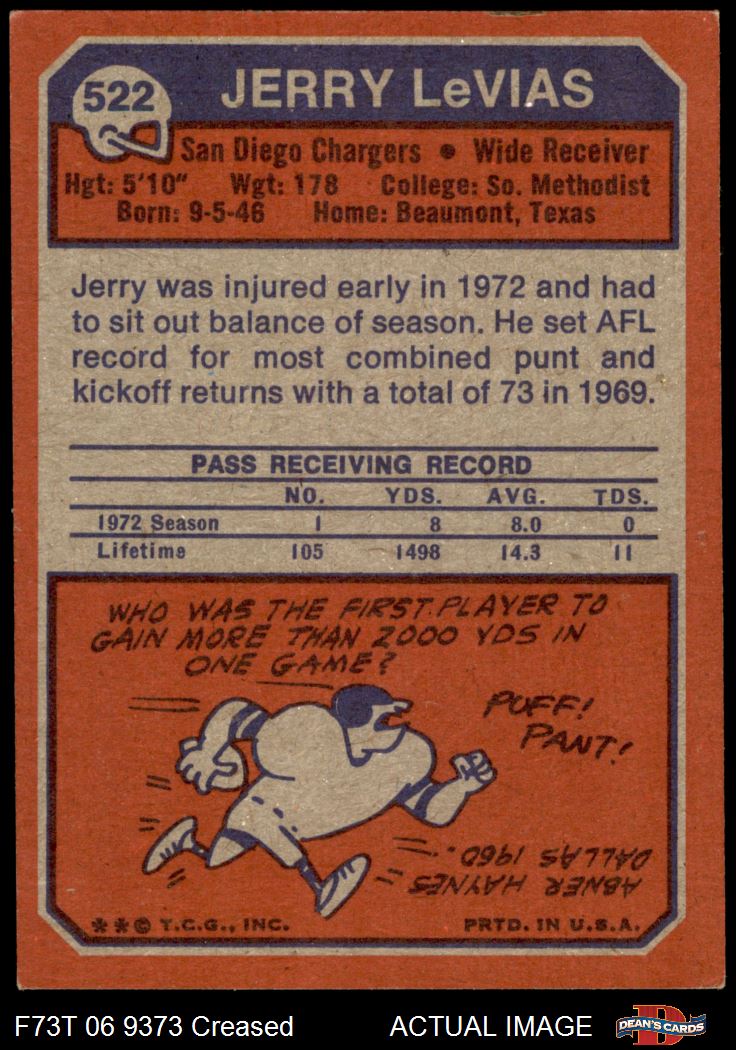 522
JERRY LeVIAS
San Diego Chargers • Wide Receiver
Hgt: 5'10" Wgt: 178 College: So. Methodist
Born: 9-5-46 Home: Beaumont, Texas
Jerry was injured early in 1972 and had
to sit out balance of season. He set AFL
record for most combined punt and
kickoff returns with a total of 73 in 1969.
PASS RECEIVING RECORD
NO. YDS. AVG. TDS.
1972 Season 1 8 8.0 0
Lifetime 105 1498 14.3 11
WHO WAS THE FIRST PLAYER TO
GAIN MORE THAN 2000 YDS IN
ONE GAME?
PUFF!
PANT!
ABNER HAYNES
DALLAS 1960.
**© T.C.G., INC. PRTD. IN U.S.A.
F73T 06 9373 Creased ACTUAL IMAGE
D
DEAN'S CARDS